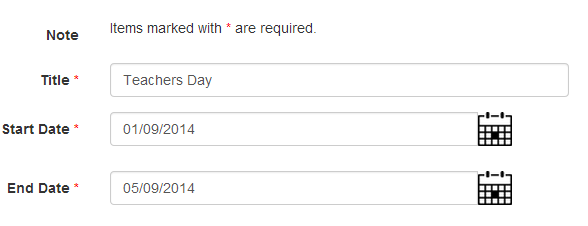 Note Items marked with * are required.
Title * Teachers Day
Start Date * 01/09/2014
End Date * 05/09/2014